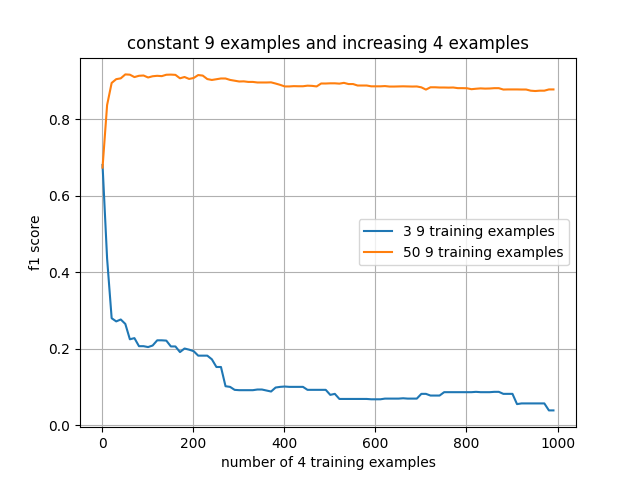 constant 9 examples and increasing 4 examples
f1 score
0.8
0.6
0.4
0.2
0.0
3 9 training examples
50 9 training examples
0 200 400 600 800 1000
number of 4 training examples